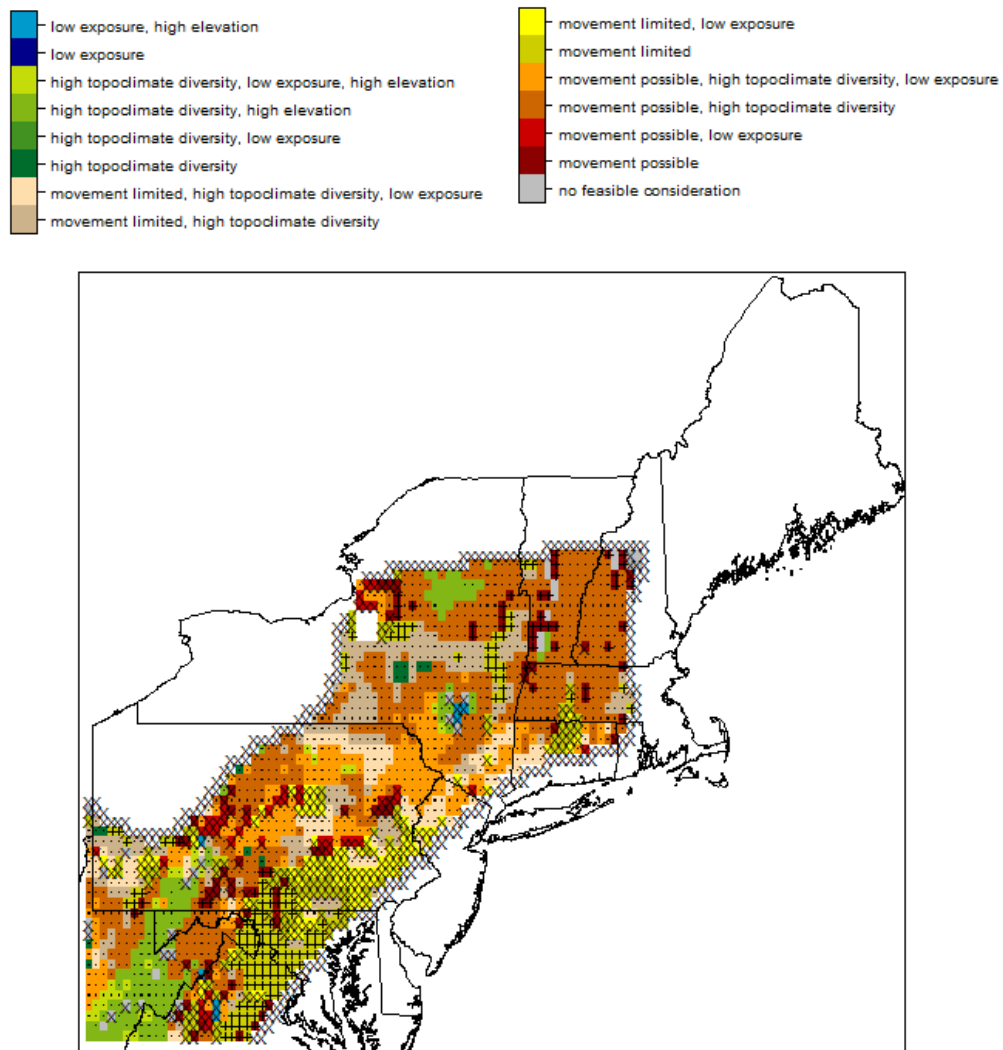 low exposure, high elevation
low exposure
high topoclimate diversity, low exposure, high elevation
high topoclimate diversity, high elevation
high topoclimate diversity, low exposure
high topoclimate diversity
movement limited, high topoclimate diversity, low exposure
movement limited, high topoclimate diversity
movement limited, low exposure
movement limited
movement possible, high topoclimate diversity, low exposure
movement possible, high topoclimate diversity
movement possible, low exposure
movement possible
no feasible consideration